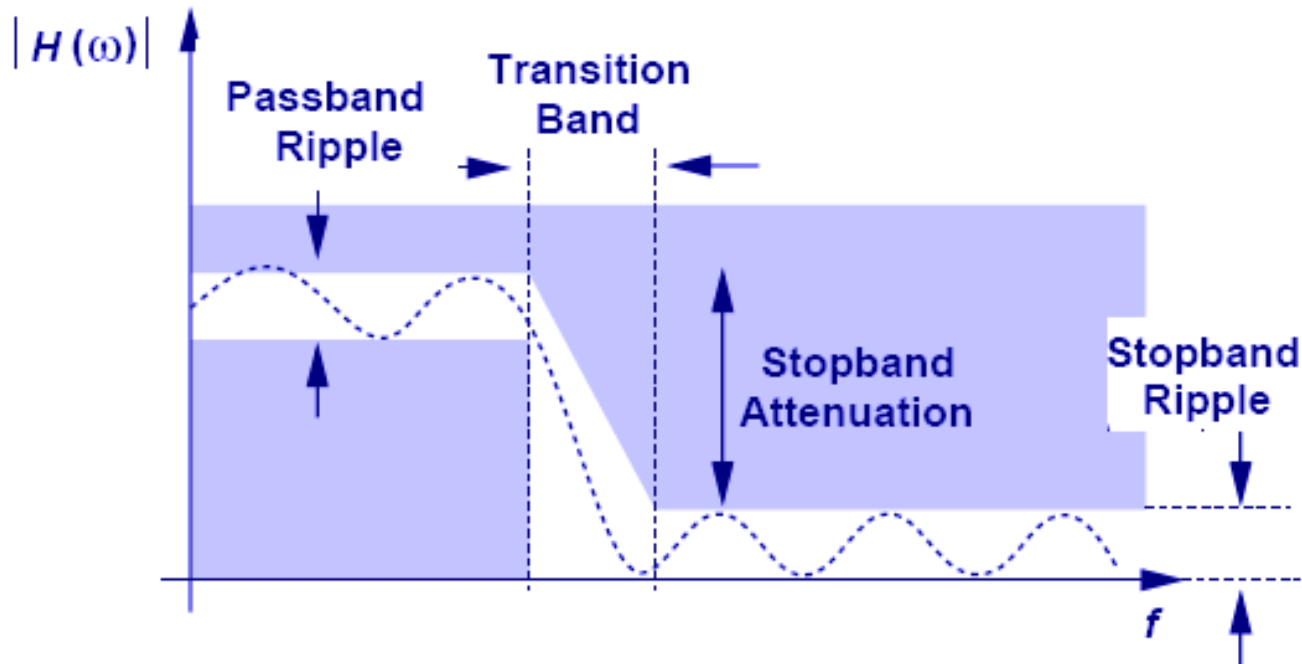 |H(ω)|
Passband
Ripple
Transition
Band
Stopband
Attenuation
Stopband
Ripple
f